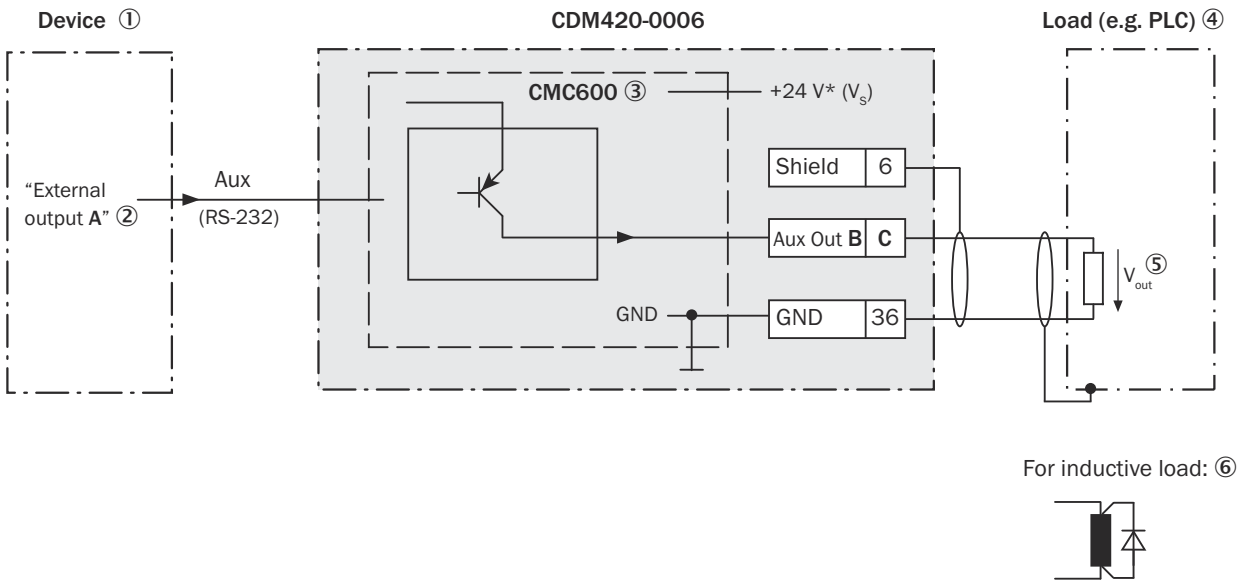 Device ①
CDM420-0006
Load (e.g. PLC) ④
CMC600 ③
+24 V* (Vₛ)
Shield 6
"External
output A" ②
Aux
(RS-232)
Aux Out B C
Vout ⑤
GND
GND 36
For inductive load: ⑥